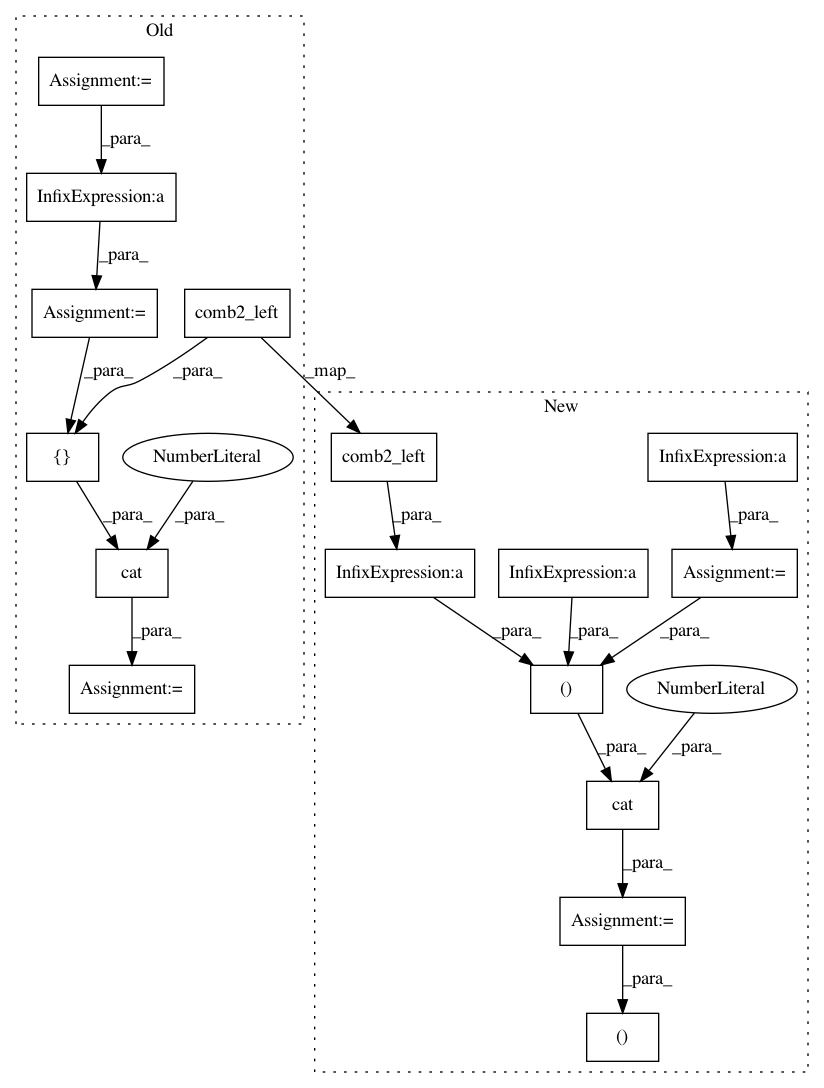 Old
Assignment:=
_para_
InfixExpression:a
_para_
Assignment:=
comb2_left
_para_
_para_
_map_
New
{}
NumberLiteral
comb2_left
InfixExpression:a
_para_
_para_
_para_
_para_
cat
InfixExpression:a
InfixExpression:a
Assignment:=
_para_
_para_
_para_
_para_
Assignment:=
()
NumberLiteral
_para_
_para_
cat
_para_
Assignment:=
_para_
()